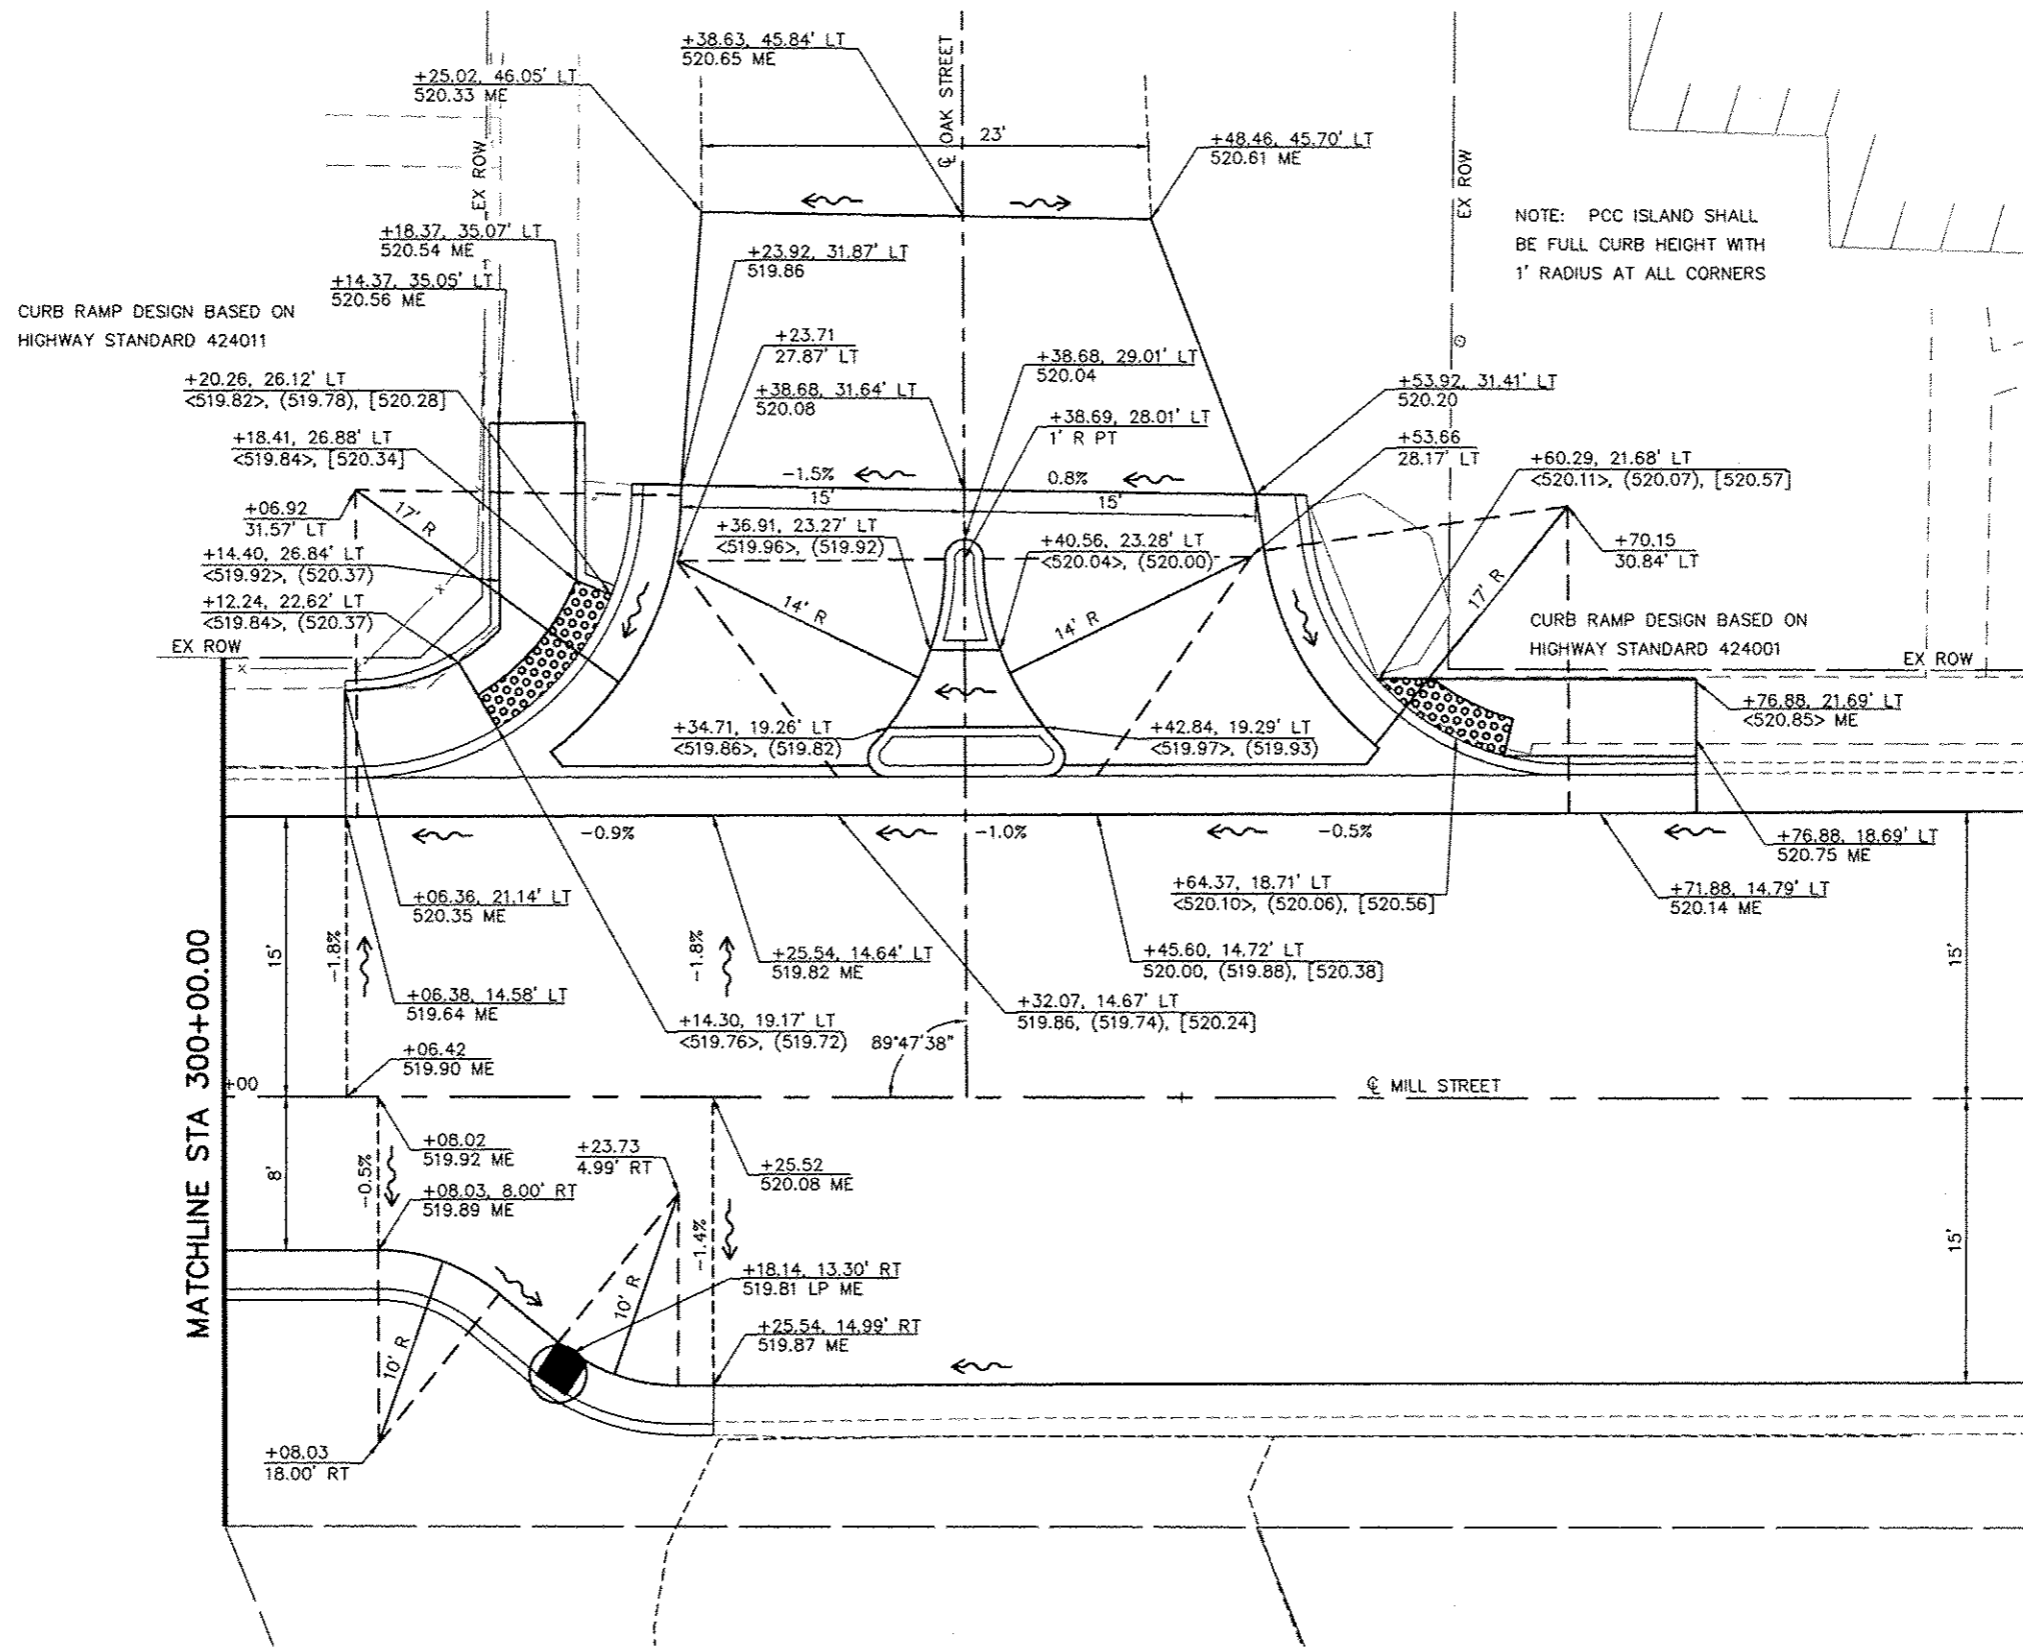 +38.63, 45.84' LT
520.65 ME
+25.02, 46.05' LT
520.33 ME
℄ OAK STREET
23'
+48.46, 45.70' LT
520.61 ME
EX ROW
EX ROW
NOTE: PCC ISLAND SHALL
BE FULL CURB HEIGHT WITH
1' RADIUS AT ALL CORNERS
+18.37, 35.07' LT
520.54 ME
+23.92, 31.87' LT
519.86
+14.37, 35.05' LT
520.56 ME
CURB RAMP DESIGN BASED ON
HIGHWAY STANDARD 424011
+23.71
27.87' LT
+38.68, 29.01' LT
520.04
+20.26, 26.12' LT
<519.82>, (519.78), [520.28]
+38.68, 31.64' LT
520.08
+53.92, 31.41' LT
520.20
+38.69, 28.01' LT
1' R PT
+18.41, 26.88' LT
<519.84>, [520.34]
+53.66
28.17' LT
+60.29, 21.68' LT
<520.11>, (520.07), [520.57]
-1.5%
0.8%
15'
15'
+06.92
31.57' LT
17' R
+36.91, 23.27' LT
<519.96>, (519.92)
+40.56, 23.28' LT
<520.04>, (520.00)
+70.15
30.84' LT
+14.40, 26.84' LT
<519.92>, (520.37)
17' R
+12.24, 22.62' LT
<519.84>, (520.37)
14' R
14' R
CURB RAMP DESIGN BASED ON
HIGHWAY STANDARD 424001
EX ROW
EX ROW
+34.71, 19.26' LT
<519.86>, (519.82)
+42.84, 19.29' LT
<519.97>, (519.93)
+76.88, 21.69' LT
<520.85> ME
-0.9%
-1.0%
-0.5%
+76.88, 18.69' LT
520.75 ME
+64.37, 18.71' LT
<520.10>, (520.06), [520.56]
+71.88, 14.79' LT
520.14 ME
+06.36, 21.14' LT
520.35 ME
15'
-1.8%
-1.8%
+25.54, 14.64' LT
519.82 ME
+45.60, 14.72' LT
520.00, (519.88), [520.38]
15'
+06.38, 14.58' LT
519.64 ME
+32.07, 14.67' LT
519.86, (519.74), [520.24]
+14.30, 19.17' LT
<519.76>, (519.72)
89°47'38"
+06.42
519.90 ME
MATCHLINE STA 300+00.00
+00
℄ MILL STREET
+08.02
519.92 ME
+23.73
4.99' RT
+25.52
520.08 ME
8'
-0.5%
+08.03, 8.00' RT
519.89 ME
-1.4%
15'
+18.14, 13.30' RT
519.81 LP ME
10' R
+25.54, 14.99' RT
519.87 ME
10' R
+08.03
18.00' RT